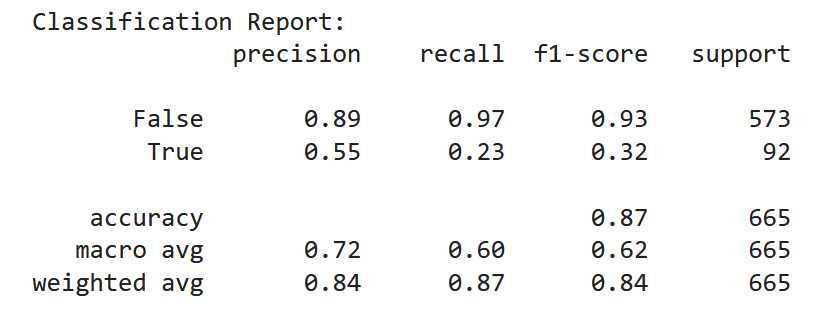 Classification Report:
precision recall f1-score support
False 0.89 0.97 0.93 573
True 0.55 0.23 0.32 92
accuracy 0.87 665
macro avg 0.72 0.60 0.62 665
weighted avg 0.84 0.87 0.84 665